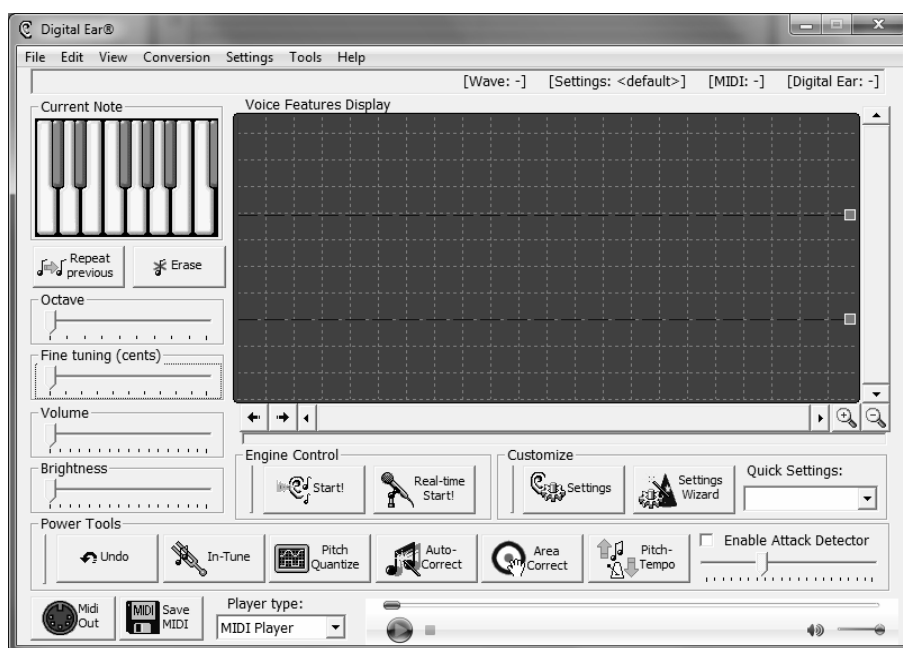 Digital Ear®
File Edit View Conversion Settings Tools Help
[Wave: -] [Settings: <default>] [MIDI: -] [Digital Ear: -]
Current Note
Voice Features Display
Repeat
previous
Erase
Octave
Fine tuning (cents)
Volume
Brightness
Engine Control
Start!
Real-time
Start!
Customize
Settings
Settings
Wizard
Quick Settings:
Power Tools
Undo
In-Tune
Pitch
Quantize
Auto-
Correct
Area
Correct
Pitch-
Tempo
Enable Attack Detector
Midi
Out
MIDI
Save
MIDI
Player type:
MIDI Player